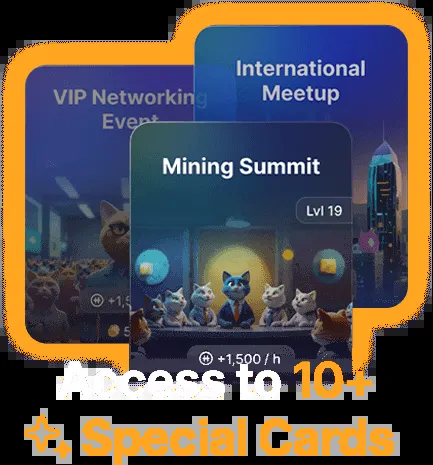 International
Meetup
VIP Networking
Event
Mining Summit
Lvl 19
+1,500 / h
Access to 10+
Special Cards